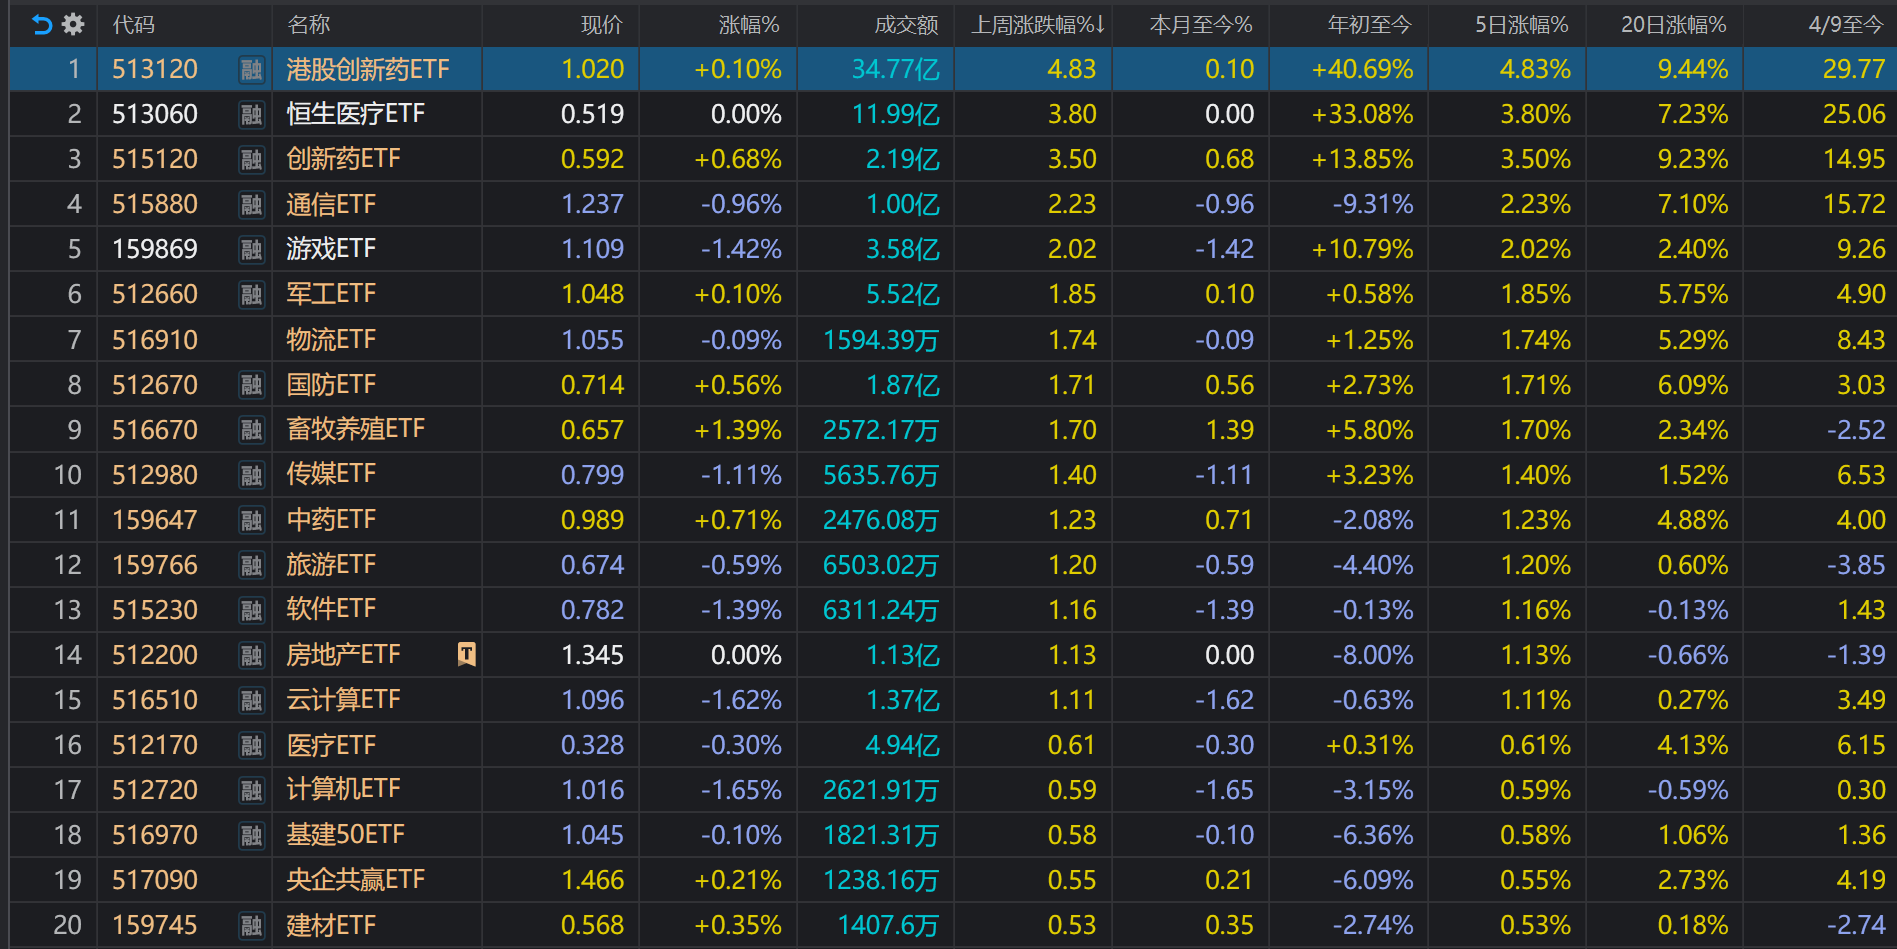 代码 名称 现价 涨幅% 成交额 上周涨跌幅%↓ 本月至今% 年初至今 5日涨幅% 20日涨幅% 4/9至今
1 513120 融 港股创新药ETF 1.020 +0.10% 34.77亿 4.83 0.10 +40.69% 4.83% 9.44% 29.77
2 513060 融 恒生医疗ETF 0.519 0.00% 11.99亿 3.80 0.00 +33.08% 3.80% 7.23% 25.06
3 515120 融 创新药ETF 0.592 +0.68% 2.19亿 3.50 0.68 +13.85% 3.50% 9.23% 14.95
4 515880 融 通信ETF 1.237 -0.96% 1.00亿 2.23 -0.96 -9.31% 2.23% 7.10% 15.72
5 159869 融 游戏ETF 1.109 -1.42% 3.58亿 2.02 -1.42 +10.79% 2.02% 2.40% 9.26
6 512660 融 军工ETF 1.048 +0.10% 5.52亿 1.85 0.10 +0.58% 1.85% 5.75% 4.90
7 516910 物流ETF 1.055 -0.09% 1594.39万 1.74 -0.09 +1.25% 1.74% 5.29% 8.43
8 512670 融 国防ETF 0.714 +0.56% 1.87亿 1.71 0.56 +2.73% 1.71% 6.09% 3.03
9 516670 融 畜牧养殖ETF 0.657 +1.39% 2572.17万 1.70 1.39 +5.80% 1.70% 2.34% -2.52
10 512980 融 传媒ETF 0.799 -1.11% 5635.76万 1.40 -1.11 +3.23% 1.40% 1.52% 6.53
11 159647 融 中药ETF 0.989 +0.71% 2476.08万 1.23 0.71 -2.08% 1.23% 4.88% 4.00
12 159766 融 旅游ETF 0.674 -0.59% 6503.02万 1.20 -0.59 -4.40% 1.20% 0.60% -3.85
13 515230 融 软件ETF 0.782 -1.39% 6311.24万 1.16 -1.39 -0.13% 1.16% -0.13% 1.43
14 512200 融 房地产ETF T 1.345 0.00% 1.13亿 1.13 0.00 -8.00% 1.13% -0.66% -1.39
15 516510 融 云计算ETF 1.096 -1.62% 1.37亿 1.11 -1.62 -0.63% 1.11% 0.27% 3.49
16 512170 融 医疗ETF 0.328 -0.30% 4.94亿 0.61 -0.30 +0.31% 0.61% 4.13% 6.15
17 512720 融 计算机ETF 1.016 -1.65% 2621.91万 0.59 -1.65 -3.15% 0.59% -0.59% 0.30
18 516970 融 基建50ETF 1.045 -0.10% 1821.31万 0.58 -0.10 -6.36% 0.58% 1.06% 1.36
19 517090 央企共赢ETF 1.466 +0.21% 1238.16万 0.55 0.21 -6.09% 0.55% 2.73% 4.19
20 159745 融 建材ETF 0.568 +0.35% 1407.6万 0.53 0.35 -2.74% 0.53% 0.18% -2.74